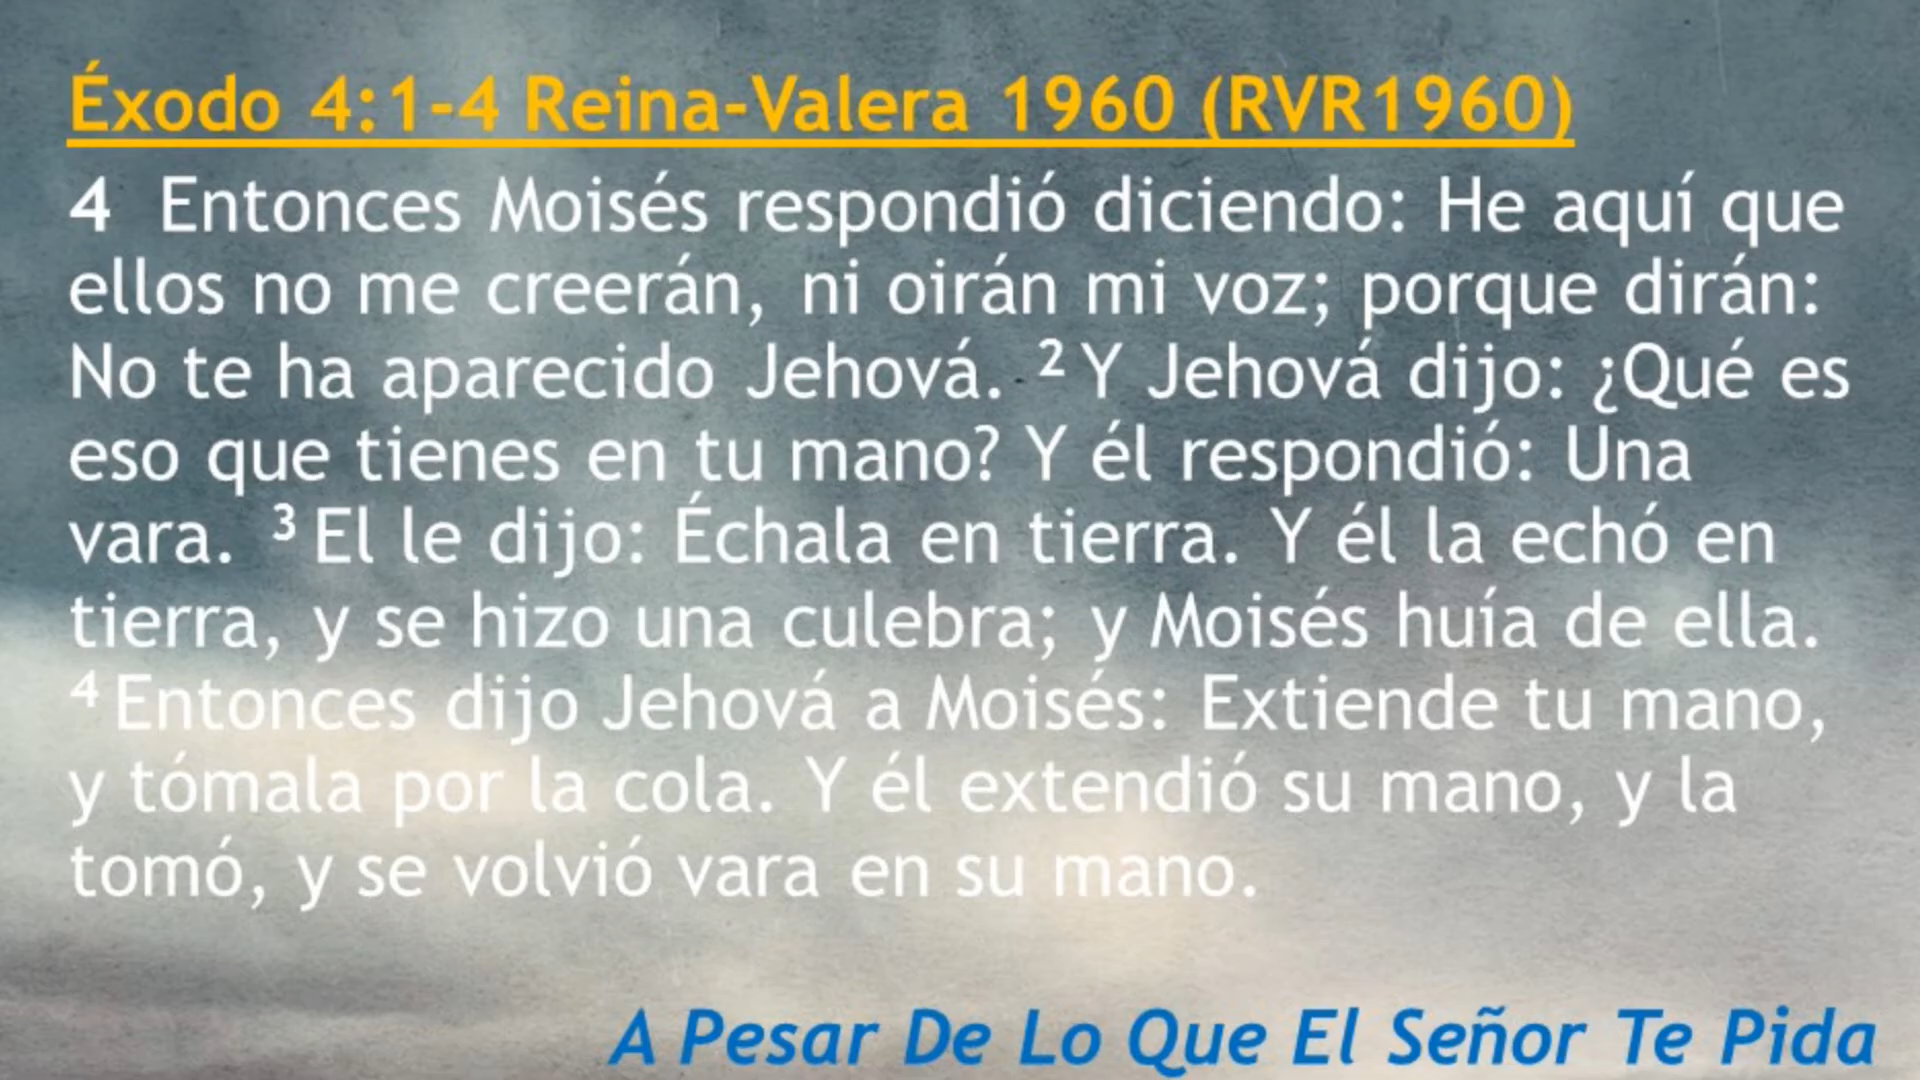 Éxodo 4:1-4 Reina-Valera 1960 (RVR1960)
4 Entonces Moisés respondió diciendo: He aquí que
ellos no me creerán, ni oirán mi voz; porque dirán:
No te ha aparecido Jehová. ² Y Jehová dijo: ¿Qué es
eso que tienes en tu mano? Y él respondió: Una
vara. ³ El le dijo: Échala en tierra. Y él la echó en
tierra, y se hizo una culebra; y Moisés huía de ella.
⁴ Entonces dijo Jehová a Moisés: Extiende tu mano,
y tómala por la cola. Y él extendió su mano, y la
tomó, y se volvió vara en su mano.
A Pesar De Lo Que El Señor Te Pida